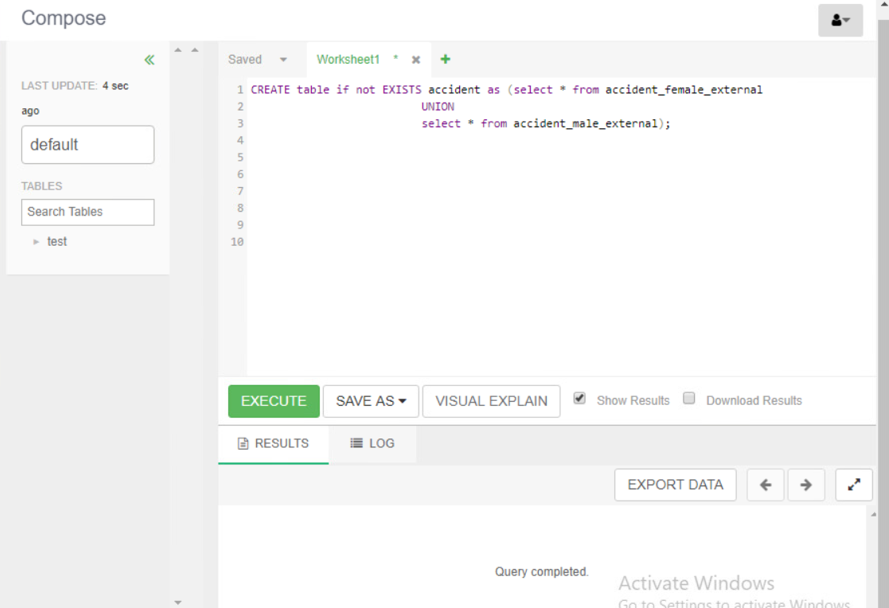 Compose
LAST UPDATE: 4 sec
ago
default
TABLES
Search Tables
test
Saved
Worksheet1 *
1 CREATE table if not EXISTS accident as (select * from accident_female_external
2 UNION
3 select * from accident_male_external);
4
5
6
7
8
9
10
EXECUTE
SAVE AS
VISUAL EXPLAIN
Show Results
Download Results
RESULTS
LOG
EXPORT DATA
Query completed.
Activate Windows
Go to Settings to activate Windows